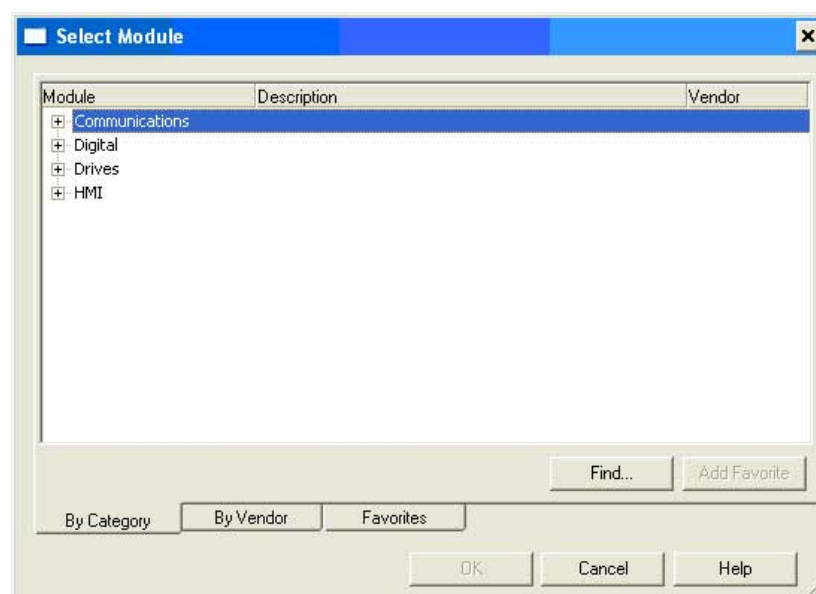 Select Module
Module Description Vendor
Communications
Digital
Drives
HMI
Find... Add Favorite
By Category By Vendor Favorites
OK Cancel Help